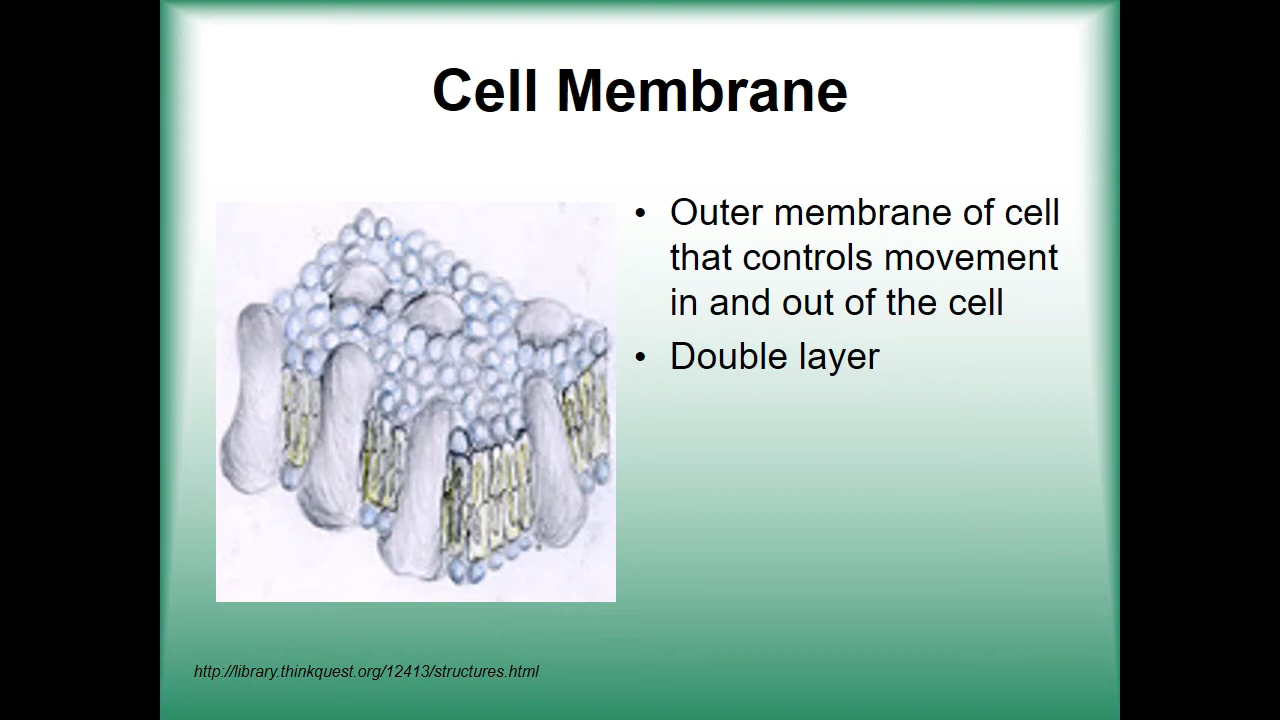 Cell Membrane
• Outer membrane of cell
that controls movement
in and out of the cell
• Double layer
http://library.thinkquest.org/12413/structures.html